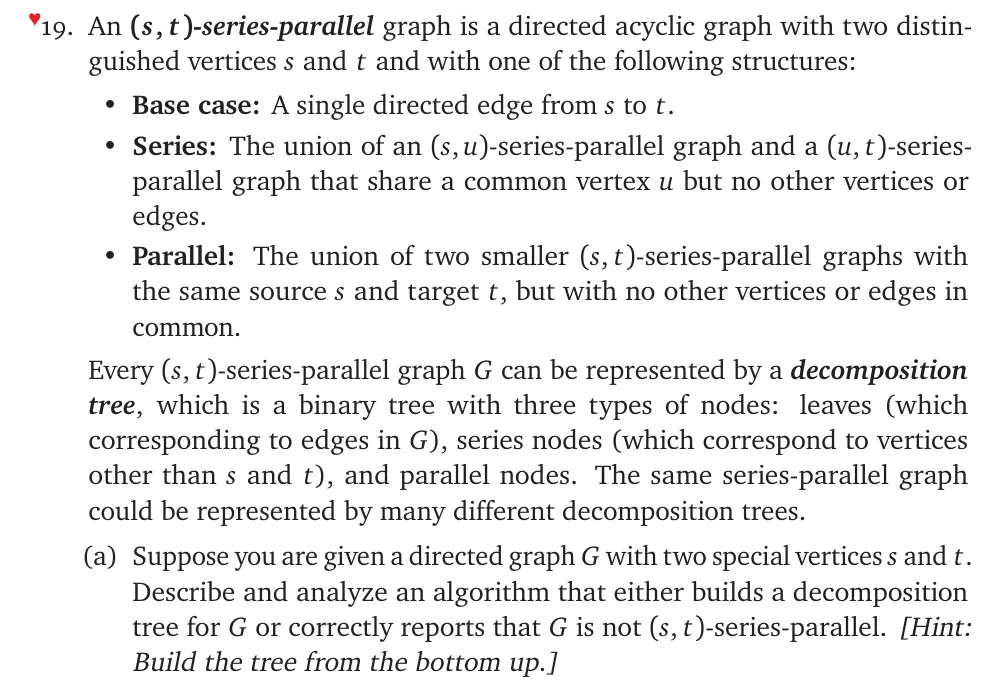 ♥19. An (s, t)-series-parallel graph is a directed acyclic graph with two distin-
guished vertices s and t and with one of the following structures:
• Base case: A single directed edge from s to t.
• Series: The union of an (s,u)-series-parallel graph and a (u, t)-series-
parallel graph that share a common vertex u but no other vertices or
edges.
• Parallel: The union of two smaller (s, t)-series-parallel graphs with
the same source s and target t, but with no other vertices or edges in
common.
Every (s, t)-series-parallel graph G can be represented by a decomposition
tree, which is a binary tree with three types of nodes: leaves (which
corresponding to edges in G), series nodes (which correspond to vertices
other than s and t), and parallel nodes. The same series-parallel graph
could be represented by many different decomposition trees.
(a) Suppose you are given a directed graph G with two special vertices s and t.
Describe and analyze an algorithm that either builds a decomposition
tree for G or correctly reports that G is not (s, t)-series-parallel. [Hint:
Build the tree from the bottom up.]